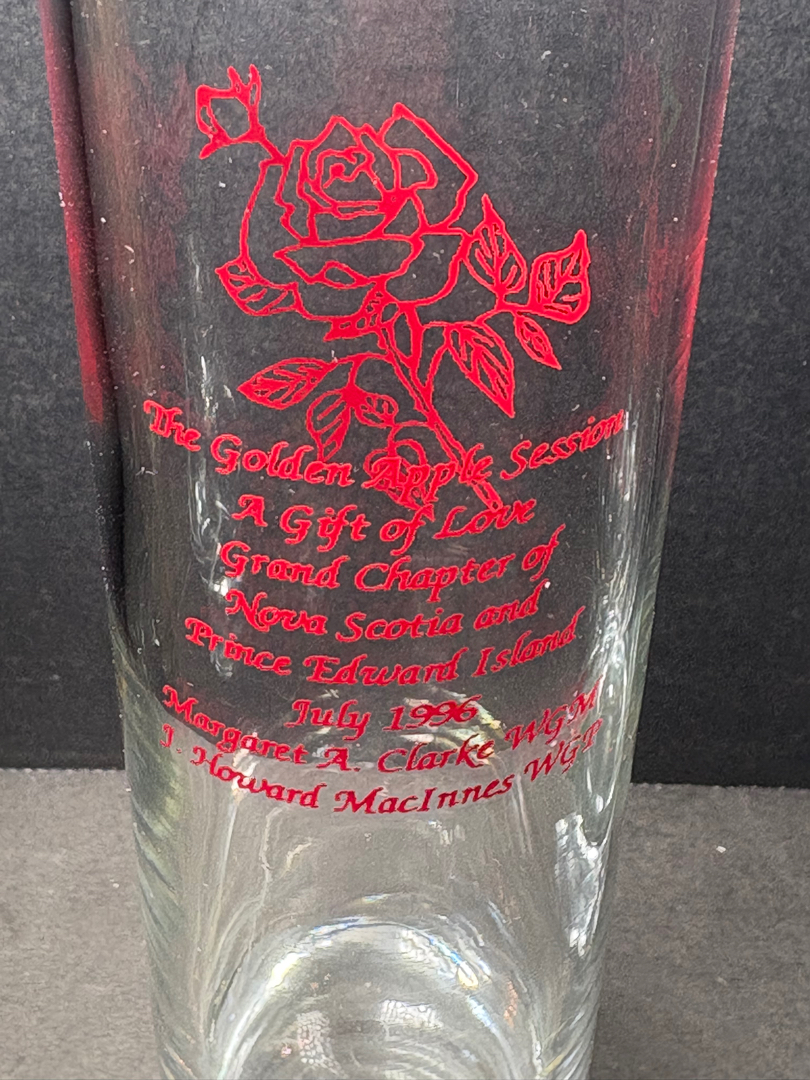 The Golden Apple Session
A Gift of Love
Grand Chapter of
Nova Scotia and
Prince Edward Island
July 1996
Margaret A. Clarke WGM
J. Howard MacInnes WGP